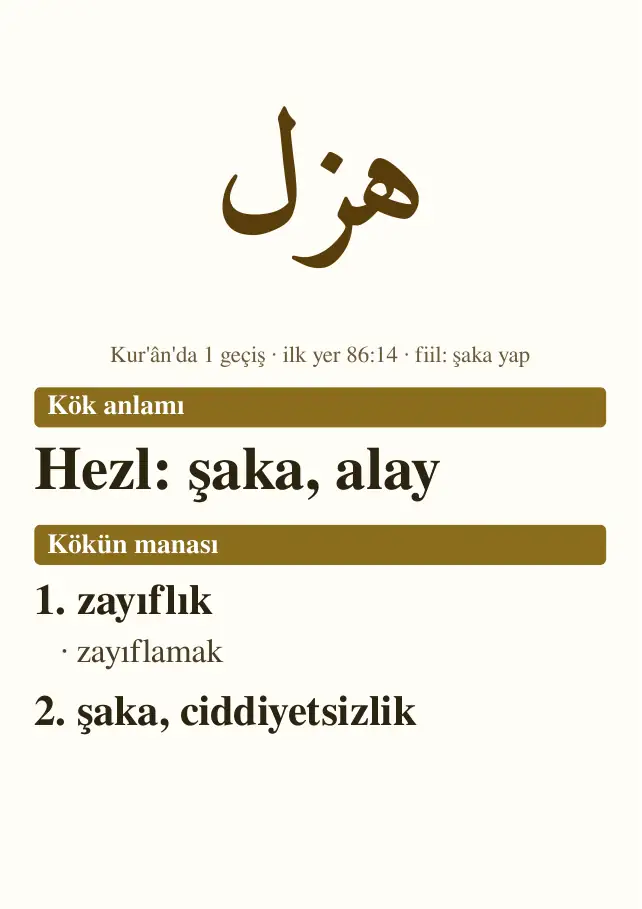 هزل
Kur'ân'da 1 geçiş · ilk yer 86:14 · fiil: şaka yap
Kök anlamı
Hezl: şaka, alay
Kökün manası
1. zayıflık
· zayıflamak
2. şaka, ciddiyetsizlik